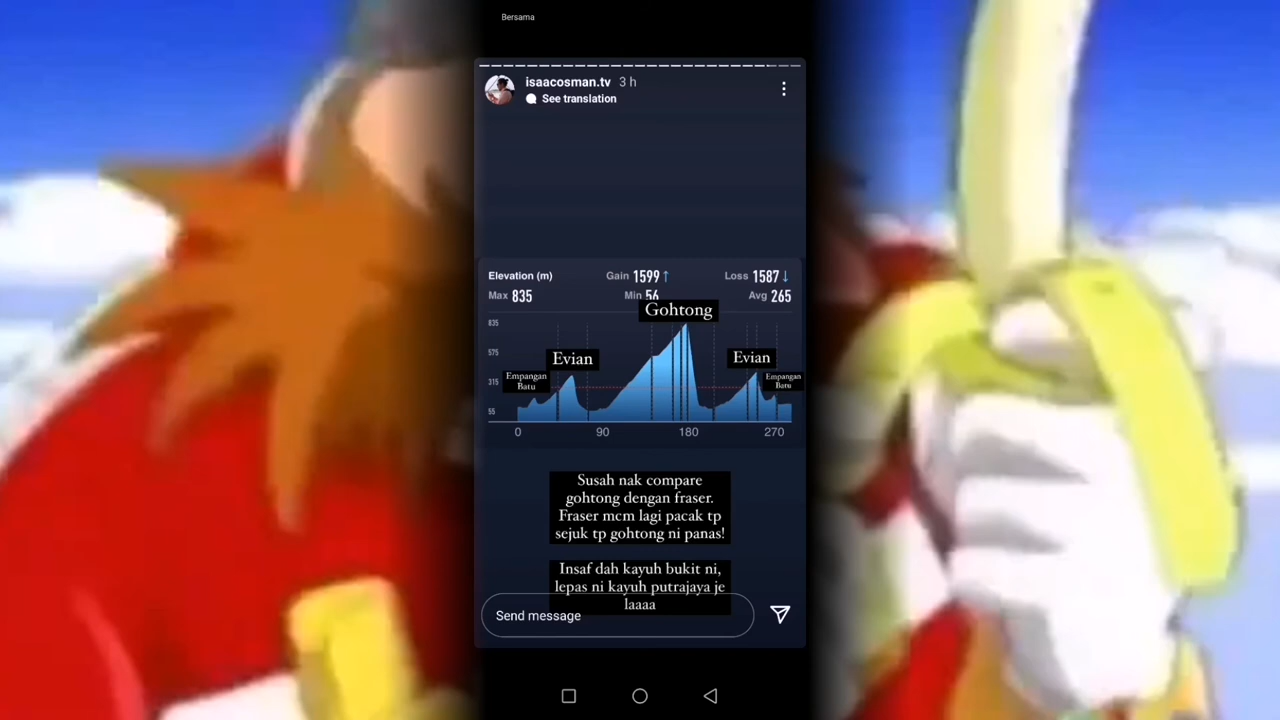 Bersama
isaacosman.tv 3 h
See translation
Elevation (m) Gain 1599 ↑ Loss 1587 ↓
Max 835 Min 56 Avg 265
Gohtong
835
575
315
55
Evian
Evian
Empangan
Batu
Empangan
Batu
0 90 180 270
Susah nak compare
gohtong dengan fraser.
Fraser mcm lagi pacak tp
sejuk tp gohtong ni panas!
Insaf dah kayuh bukit ni,
lepas ni kayuh putrajaya je
laaaa
Send message